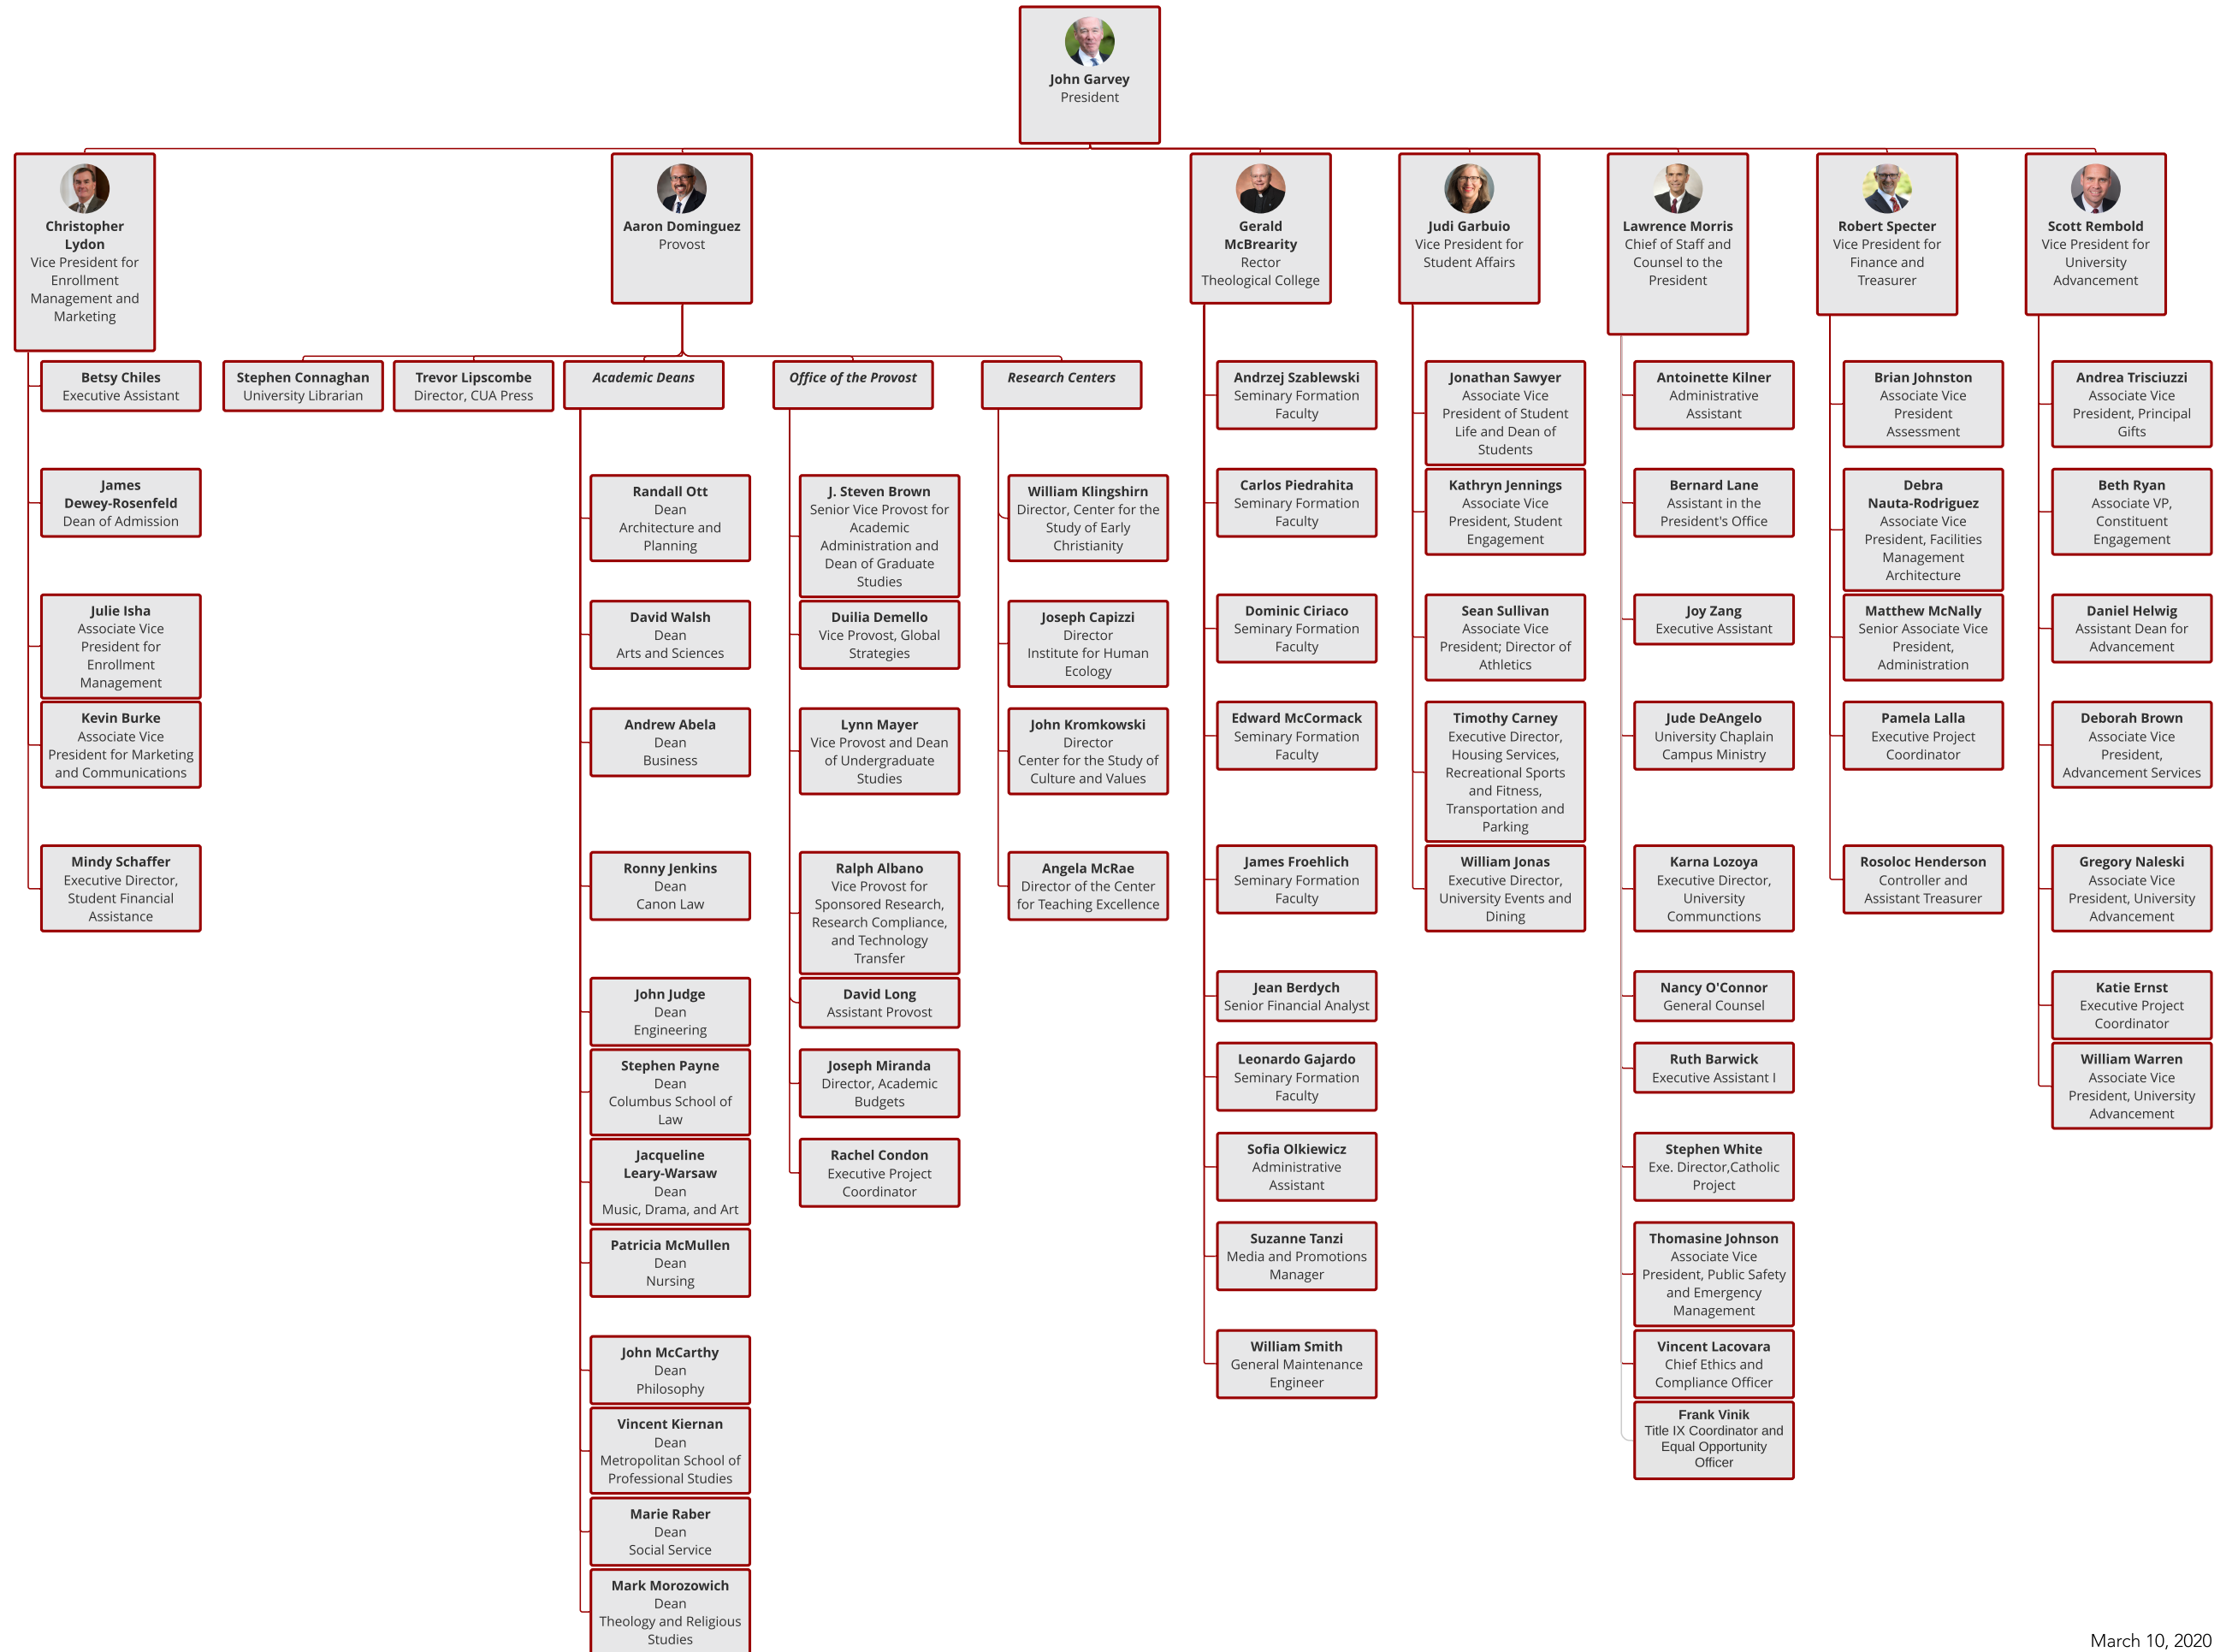 John Garvey
President
Christopher
Lydon
Vice President for
Enrollment
Management and
Marketing
Aaron Dominguez
Provost
Gerald
McBrearity
Rector
Theological College
Judi Garbuio
Vice President for
Student Affairs
Lawrence Morris
Chief of Staff and
Counsel to the
President
Robert Specter
Vice President for
Finance and
Treasurer
Scott Rembold
Vice President for
University
Advancement
Betsy Chiles
Executive Assistant
James
Dewey-Rosenfeld
Dean of Admission
Julie Isha
Associate Vice
President for
Enrollment
Management
Kevin Burke
Associate Vice
President for Marketing
and Communications
Mindy Schaffer
Executive Director,
Student Financial
Assistance
Stephen Connaghan
University Librarian
Trevor Lipscombe
Director, CUA Press
Academic Deans
Randall Ott
Dean
Architecture and
Planning
David Walsh
Dean
Arts and Sciences
Andrew Abela
Dean
Business
Ronny Jenkins
Dean
Canon Law
John Judge
Dean
Engineering
Stephen Payne
Dean
Columbus School of
Law
Jacqueline
Leary-Warsaw
Dean
Music, Drama, and Art
Patricia McMullen
Dean
Nursing
John McCarthy
Dean
Philosophy
Vincent Kiernan
Dean
Metropolitan School of
Professional Studies
Marie Raber
Dean
Social Service
Mark Morozowich
Dean
Theology and Religious
Studies
Office of the Provost
J. Steven Brown
Senior Vice Provost for
Academic
Administration and
Dean of Graduate
Studies
Duilia Demello
Vice Provost, Global
Strategies
Lynn Mayer
Vice Provost and Dean
of Undergraduate
Studies
Ralph Albano
Vice Provost for
Sponsored Research,
Research Compliance,
and Technology
Transfer
David Long
Assistant Provost
Joseph Miranda
Director, Academic
Budgets
Rachel Condon
Executive Project
Coordinator
Research Centers
William Klingshirn
Director, Center for the
Study of Early
Christianity
Joseph Capizzi
Director
Institute for Human
Ecology
John Kromkowski
Director
Center for the Study of
Culture and Values
Angela McRae
Director of the Center
for Teaching Excellence
Andrzej Szablewski
Seminary Formation
Faculty
Carlos Piedrahita
Seminary Formation
Faculty
Dominic Ciriaco
Seminary Formation
Faculty
Edward McCormack
Seminary Formation
Faculty
James Froehlich
Seminary Formation
Faculty
Jean Berdych
Senior Financial Analyst
Leonardo Gajardo
Seminary Formation
Faculty
Sofia Olkiewicz
Administrative
Assistant
Suzanne Tanzi
Media and Promotions
Manager
William Smith
General Maintenance
Engineer
Jonathan Sawyer
Associate Vice
President of Student
Life and Dean of
Students
Kathryn Jennings
Associate Vice
President, Student
Engagement
Sean Sullivan
Associate Vice
President; Director of
Athletics
Timothy Carney
Executive Director,
Housing Services,
Recreational Sports
and Fitness,
Transportation and
Parking
William Jonas
Executive Director,
University Events and
Dining
Antoinette Kilner
Administrative
Assistant
Bernard Lane
Assistant in the
President's Office
Joy Zang
Executive Assistant
Jude DeAngelo
University Chaplain
Campus Ministry
Karna Lozoya
Executive Director,
University
Communctions
Nancy O'Connor
General Counsel
Ruth Barwick
Executive Assistant I
Stephen White
Exe. Director,Catholic
Project
Thomasine Johnson
Associate Vice
President, Public Safety
and Emergency
Management
Vincent Lacovara
Chief Ethics and
Compliance Officer
Frank Vinik
Title IX Coordinator and
Equal Opportunity
Officer
Brian Johnston
Associate Vice
President
Assessment
Debra
Nauta-Rodriguez
Associate Vice
President, Facilities
Management
Architecture
Matthew McNally
Senior Associate Vice
President,
Administration
Pamela Lalla
Executive Project
Coordinator
Rosoloc Henderson
Controller and
Assistant Treasurer
Andrea Trisciuzzi
Associate Vice
President, Principal
Gifts
Beth Ryan
Associate VP,
Constituent
Engagement
Daniel Helwig
Assistant Dean for
Advancement
Deborah Brown
Associate Vice
President,
Advancement Services
Gregory Naleski
Associate Vice
President, University
Advancement
Katie Ernst
Executive Project
Coordinator
William Warren
Associate Vice
President, University
Advancement
March 10, 2020